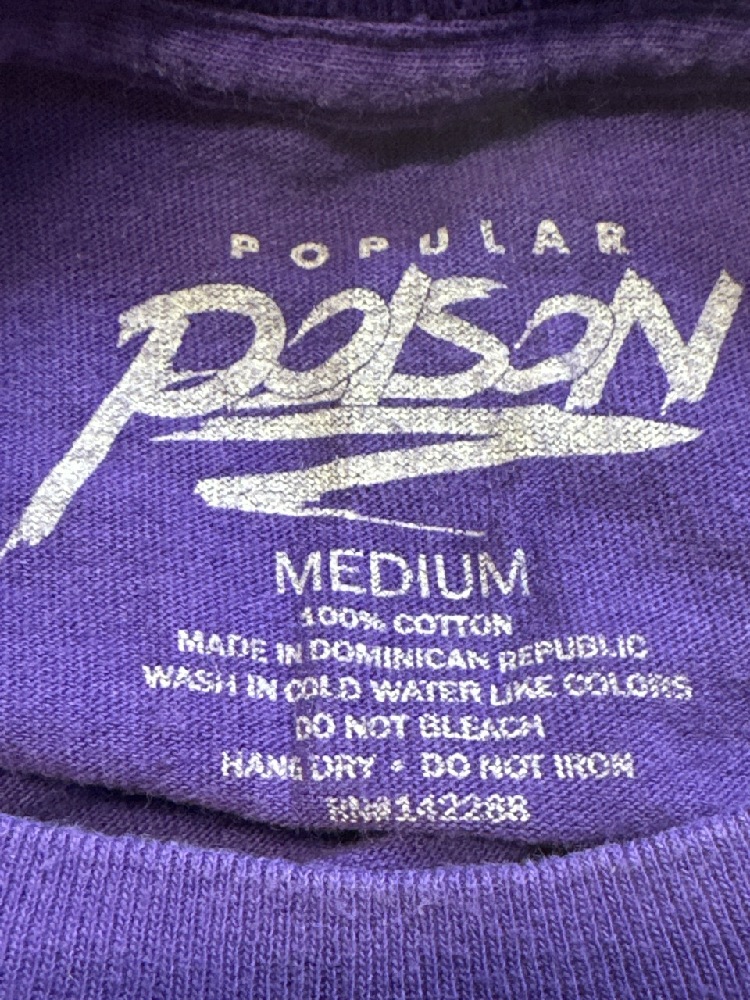 POPULAR
POISON
MEDIUM
100% COTTON
MADE IN DOMINICAN REPUBLIC
WASH IN COLD WATER LIKE COLORS
DO NOT BLEACH
HANG DRY • DO NOT IRON
RN#142288